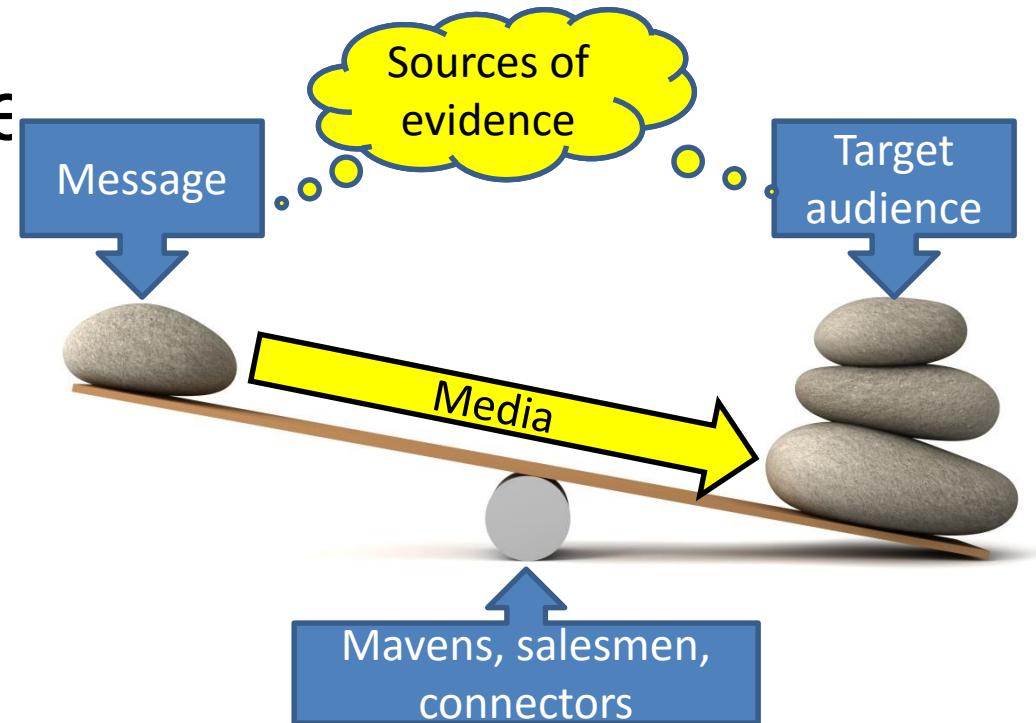 Sources of
evidence
Message
Target
audience
Media
Mavens, salesmen,
connectors